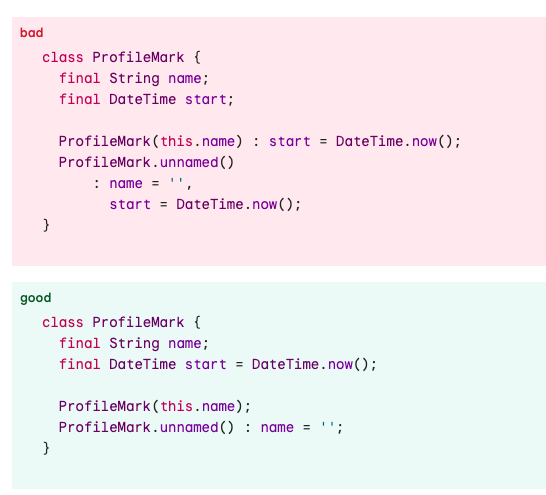 bad
class ProfileMark {
  final String name;
  final DateTime start;

  ProfileMark(this.name) : start = DateTime.now();
  ProfileMark.unnamed()
      : name = '',
        start = DateTime.now();
}
good
class ProfileMark {
  final String name;
  final DateTime start = DateTime.now();

  ProfileMark(this.name);
  ProfileMark.unnamed() : name = '';
}